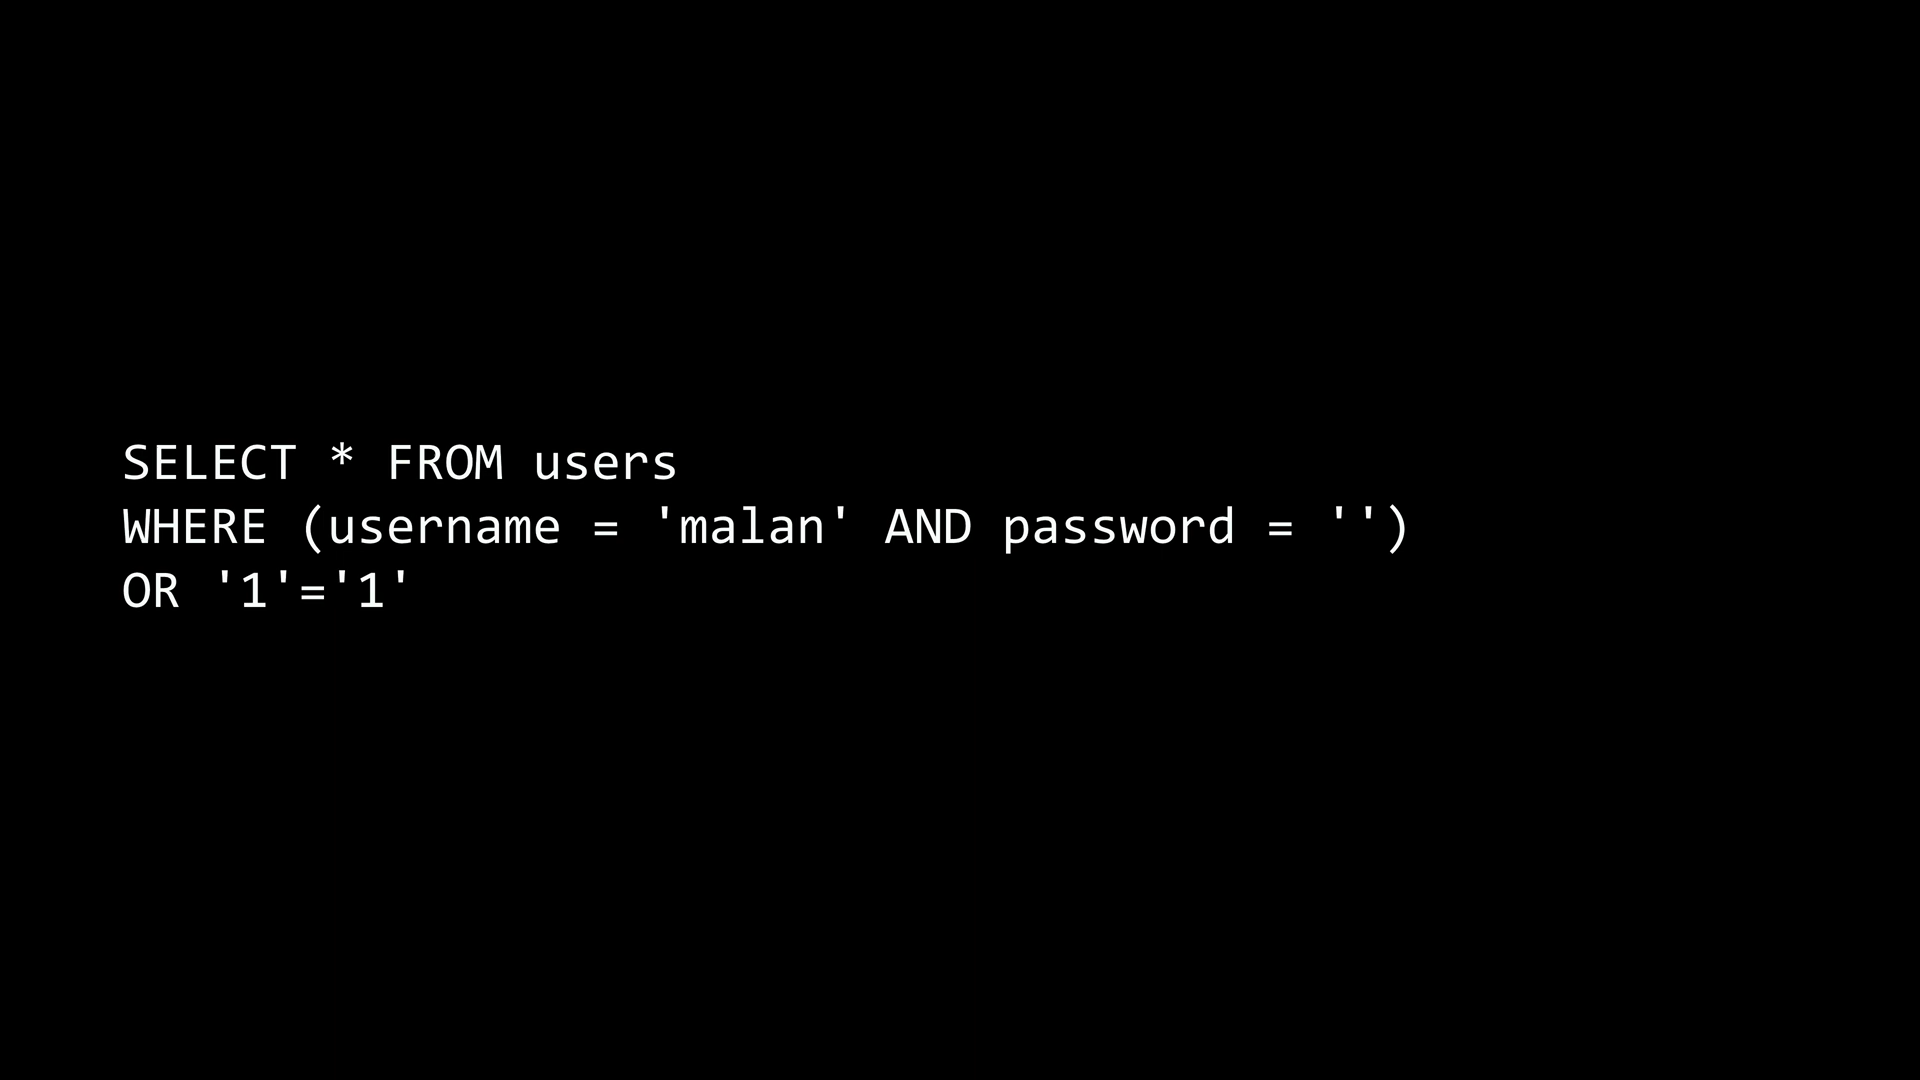 SELECT * FROM users
WHERE (username = 'malan' AND password = '')
OR '1'='1'